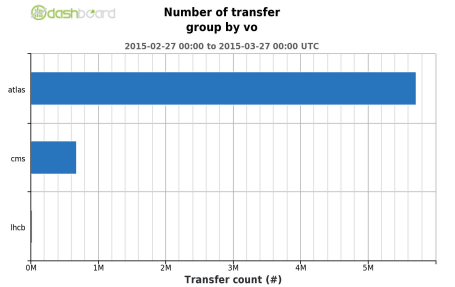 dashboard
Number of transfer
group by vo
2015-02-27 00:00 to 2015-03-27 00:00 UTC
atlas
cms
lhcb
0M 1M 2M 3M 4M 5M
Transfer count (#)